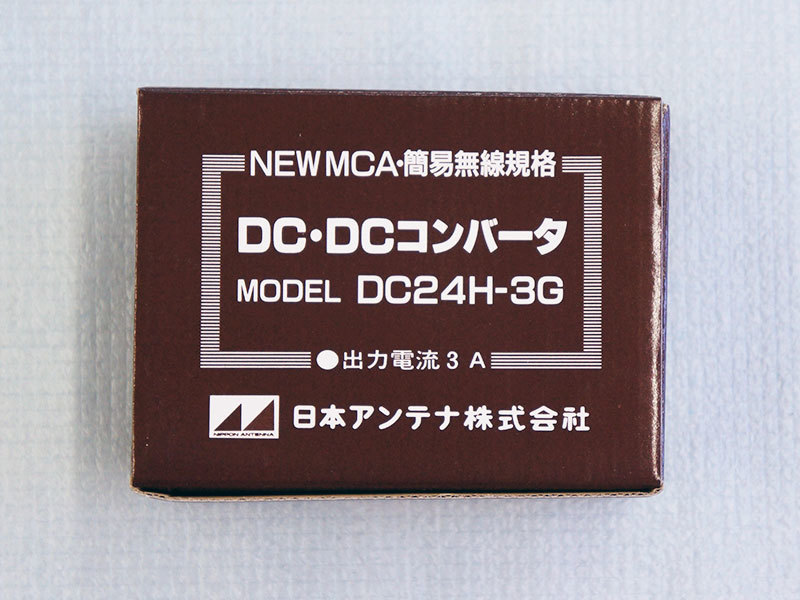 NEW MCA・簡易無線規格
DC・DCコンバータ
MODEL DC24H-3G
●出力電流3A
NIPPON ANTENNA
日本アンテナ株式会社